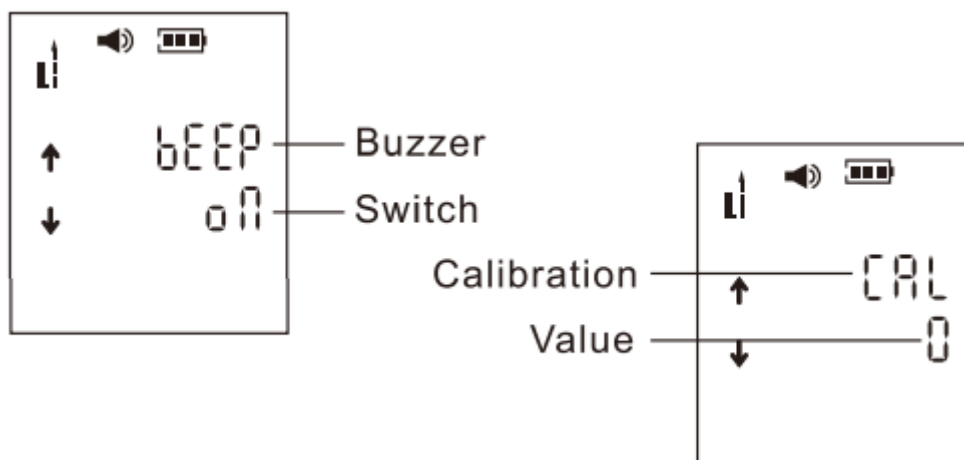 bEEP
Buzzer
on
Switch
Calibration
CAL
Value
0